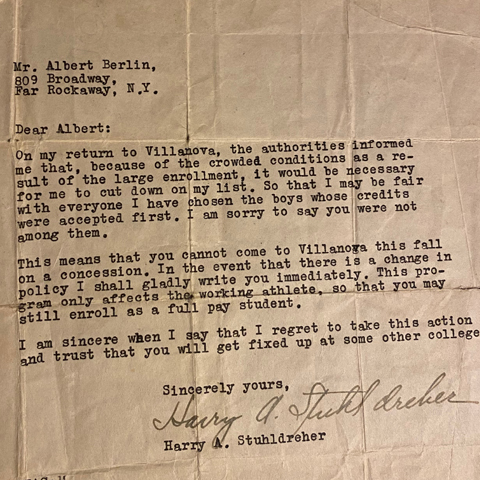 Mr. Albert Berlin,
809 Broadway,
Far Rockaway, N.Y.
Dear Albert:
On my return to Villanova, the authorities informed
me that, because of the crowded conditions as a re-
sult of the large enrollment, it would be necessary
for me to cut down on my list. So that I may be fair
with everyone I have chosen the boys whose credits
were accepted first. I am sorry to say you were not
among them.
This means that you cannot come to Villanova this fall
on a concession. In the event that there is a change in
policy I shall gladly write you immediately. This pro-
gram only affects the working athlete, so that you may
still enroll as a full pay student.
I am sincere when I say that I regret to take this action
and trust that you will get fixed up at some other college
Sincerely yours,
Harry A. Stuhldreher
Harry A. Stuhldreher